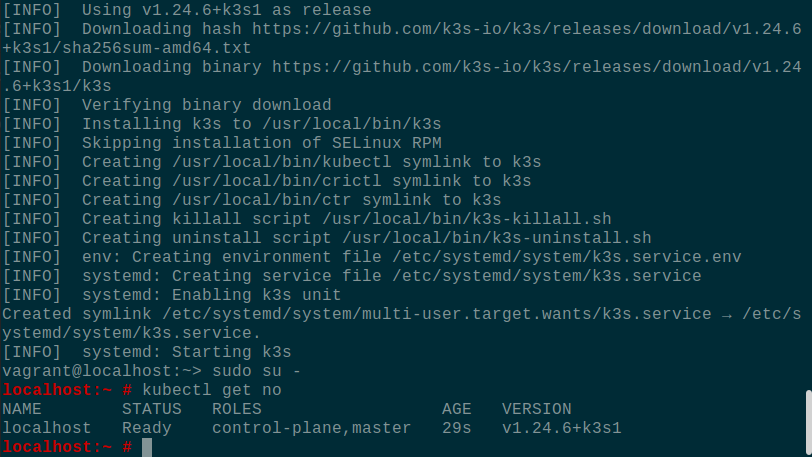 [INFO]  Using v1.24.6+k3s1 as release
[INFO]  Downloading hash https://github.com/k3s-io/k3s/releases/download/v1.24.6
+k3s1/sha256sum-amd64.txt
[INFO]  Downloading binary https://github.com/k3s-io/k3s/releases/download/v1.24
.6+k3s1/k3s
[INFO]  Verifying binary download
[INFO]  Installing k3s to /usr/local/bin/k3s
[INFO]  Skipping installation of SELinux RPM
[INFO]  Creating /usr/local/bin/kubectl symlink to k3s
[INFO]  Creating /usr/local/bin/crictl symlink to k3s
[INFO]  Creating /usr/local/bin/ctr symlink to k3s
[INFO]  Creating killall script /usr/local/bin/k3s-killall.sh
[INFO]  Creating uninstall script /usr/local/bin/k3s-uninstall.sh
[INFO]  env: Creating environment file /etc/systemd/system/k3s.service.env
[INFO]  systemd: Creating service file /etc/systemd/system/k3s.service
[INFO]  systemd: Enabling k3s unit
Created symlink /etc/systemd/system/multi-user.target.wants/k3s.service → /etc/s
ystemd/system/k3s.service.
[INFO]  systemd: Starting k3s
vagrant@localhost:~> sudo su -
localhost:~ # kubectl get no
NAME        STATUS   ROLES                  AGE   VERSION
localhost   Ready    control-plane,master   29s   v1.24.6+k3s1
localhost:~ #